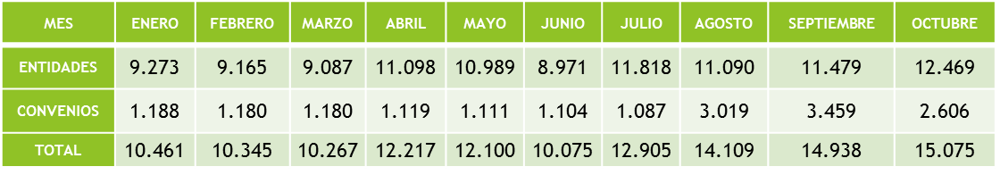 MES ENERO FEBRERO MARZO ABRIL MAYO JUNIO JULIO AGOSTO SEPTIEMBRE OCTUBRE
ENTIDADES 9.273 9.165 9.087 11.098 10.989 8.971 11.818 11.090 11.479 12.469
CONVENIOS 1.188 1.180 1.180 1.119 1.111 1.104 1.087 3.019 3.459 2.606
TOTAL 10.461 10.345 10.267 12.217 12.100 10.075 12.905 14.109 14.938 15.075